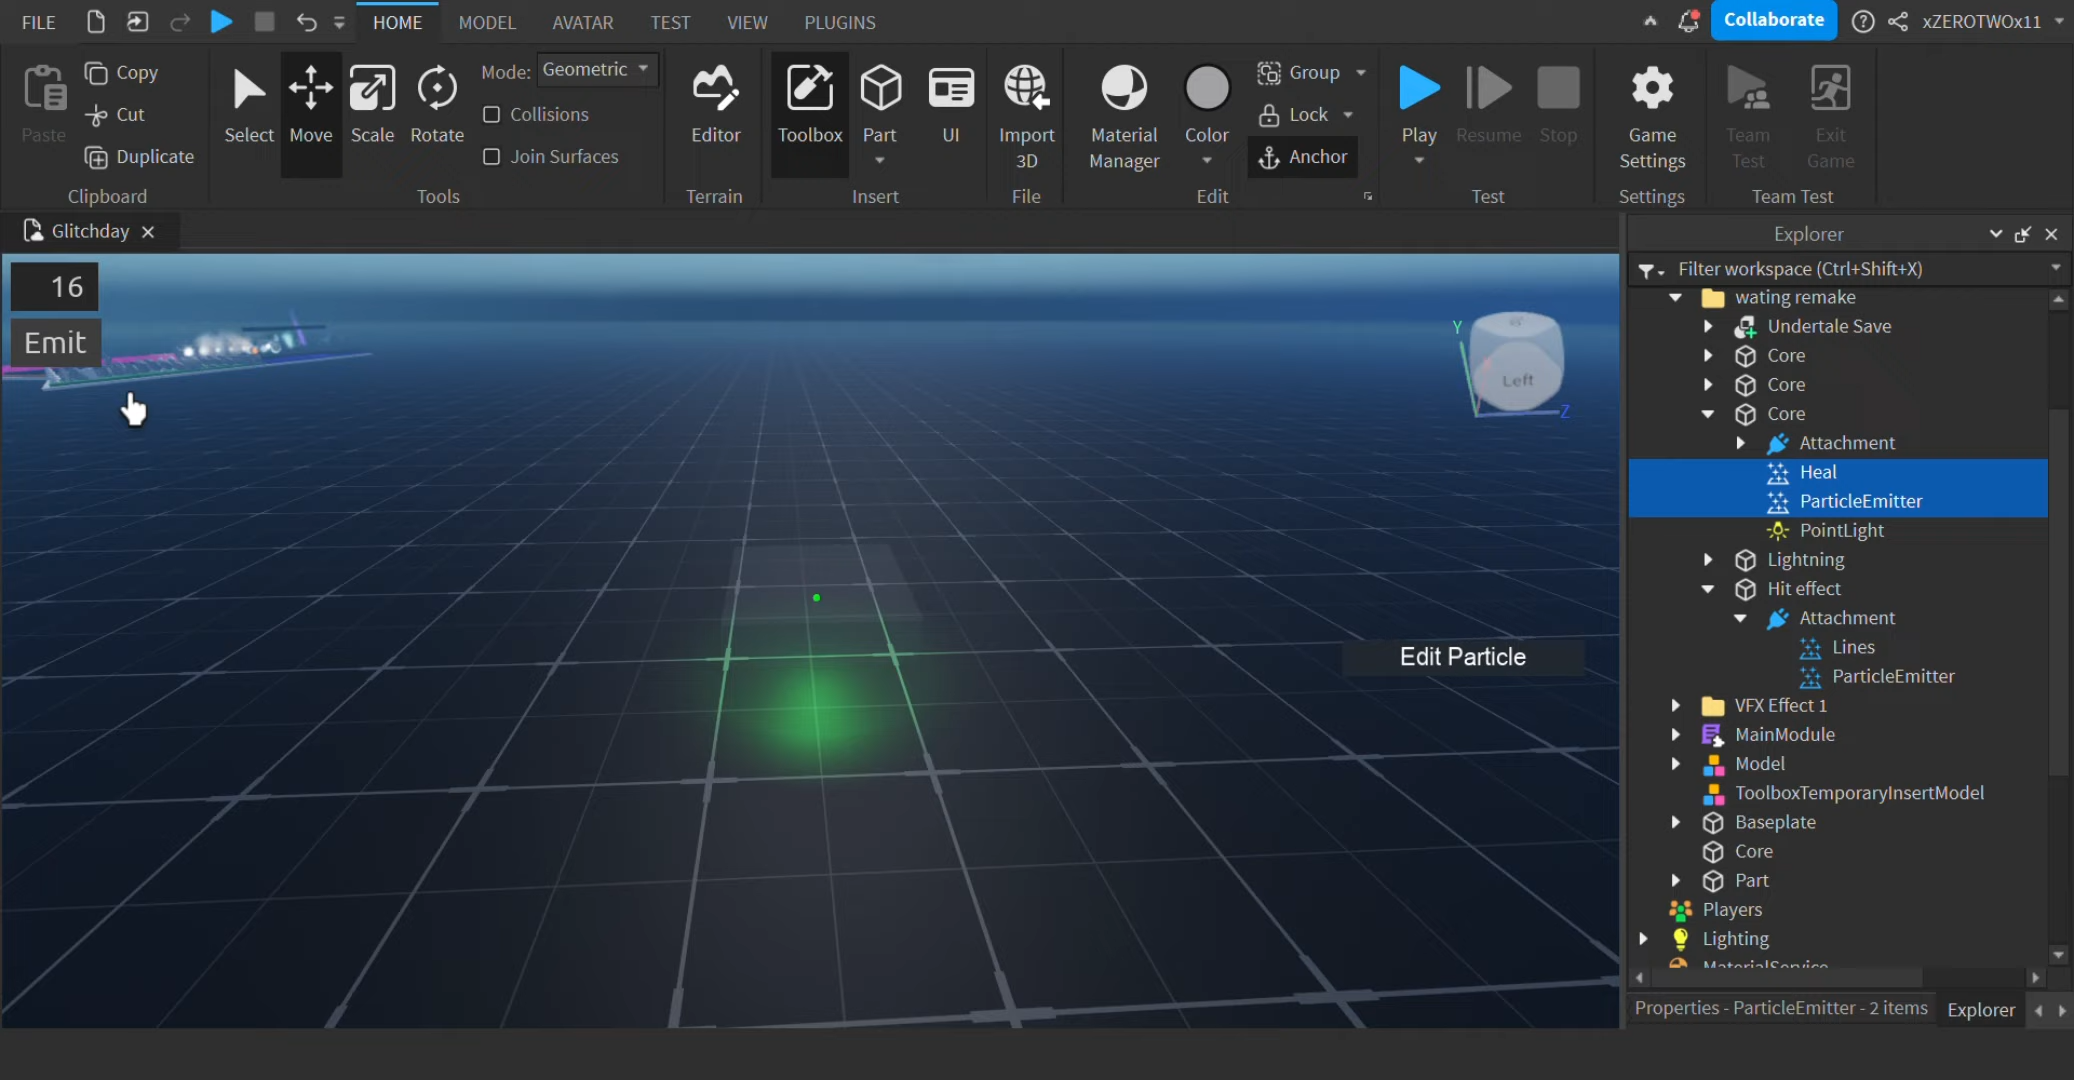 FILE HOME MODEL AVATAR TEST VIEW PLUGINS Collaborate xZEROTWOx11
Copy
Cut
Duplicate
Paste
Clipboard
Select Move Scale Rotate
Mode: Geometric
Collisions
Join Surfaces
Tools
Editor
Terrain
Toolbox Part UI
Insert
Import
3D
File
Material
Manager
Color
Group
Lock
Anchor
Edit
Play Resume Stop
Test
Game
Settings
Settings
Team
Test
Exit
Game
Team Test
Glitchday
16
Emit
Y
Left
Z
Edit Particle
Explorer
Filter workspace (Ctrl+Shift+X)
wating remake
Undertale Save
Core
Core
Core
Attachment
Heal
ParticleEmitter
PointLight
Lightning
Hit effect
Attachment
Lines
ParticleEmitter
VFX Effect 1
MainModule
Model
ToolboxTemporaryInsertModel
Baseplate
Core
Part
Players
Lighting
MaterialService
Properties - ParticleEmitter - 2 items Explorer